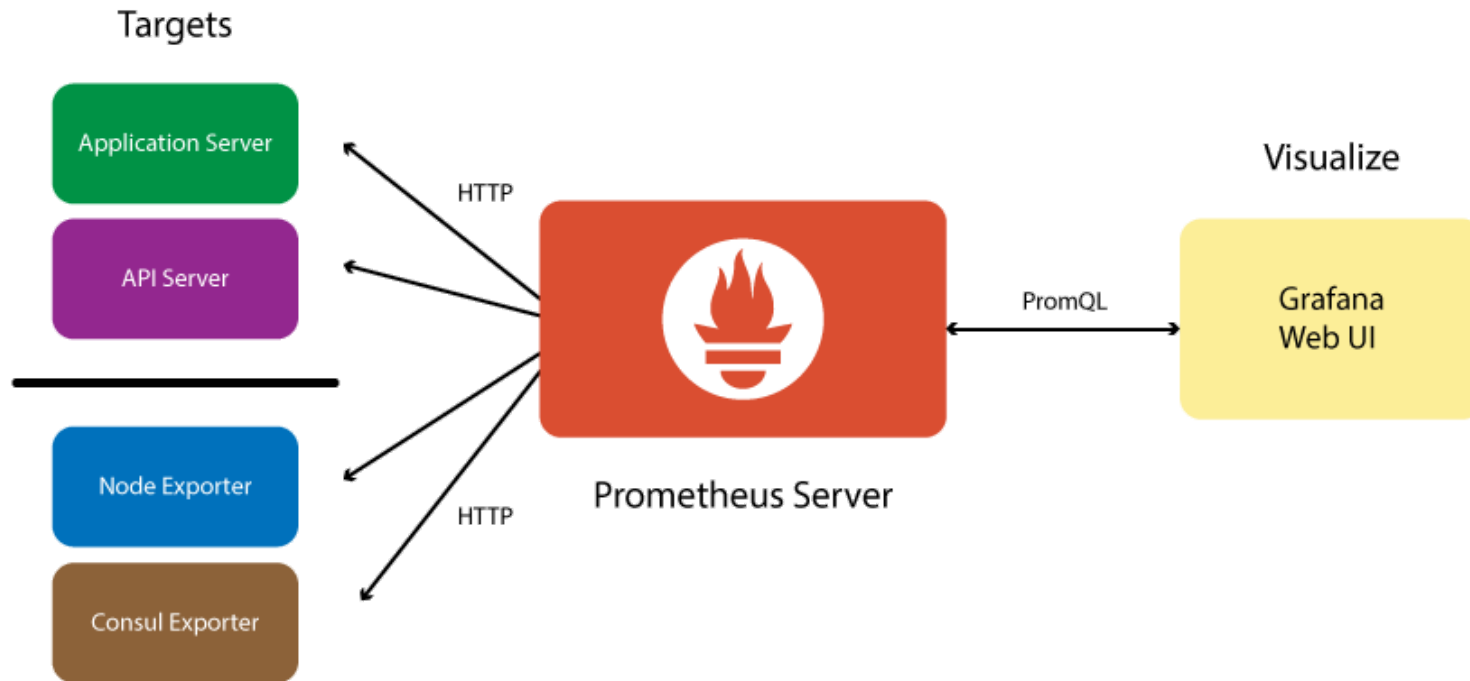 Targets
Application Server
API Server
Node Exporter
Consul Exporter
HTTP
HTTP
Prometheus Server
PromQL
Visualize
Grafana
Web UI